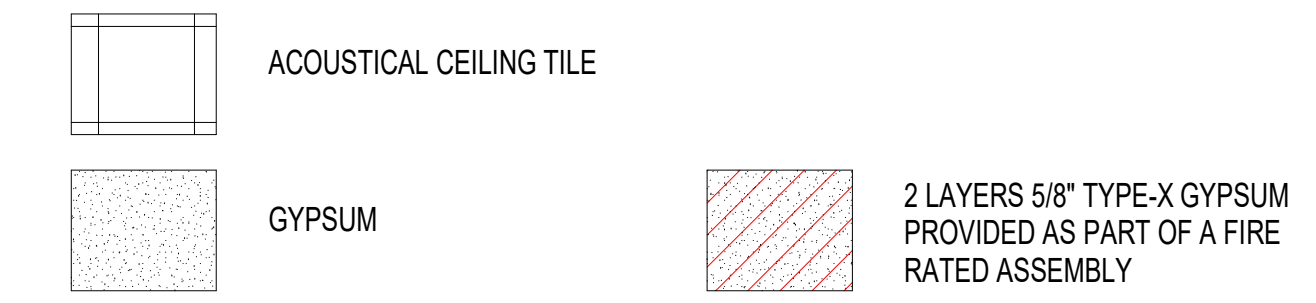 ACOUSTICAL CEILING TILE
GYPSUM
2 LAYERS 5/8" TYPE-X GYPSUM
PROVIDED AS PART OF A FIRE
RATED ASSEMBLY